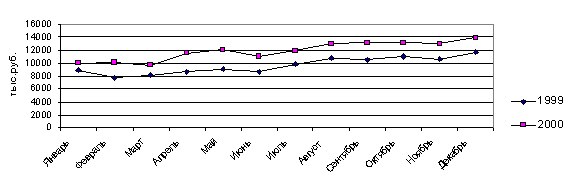 16000
14000
12000
10000
8000
6000
4000
2000
0
тыс.руб.
Январь
Февраль
Март
Апрель
Май
Июнь
Июль
Август
Сентябрь
Октябрь
Ноябрь
Декабрь
1999
2000